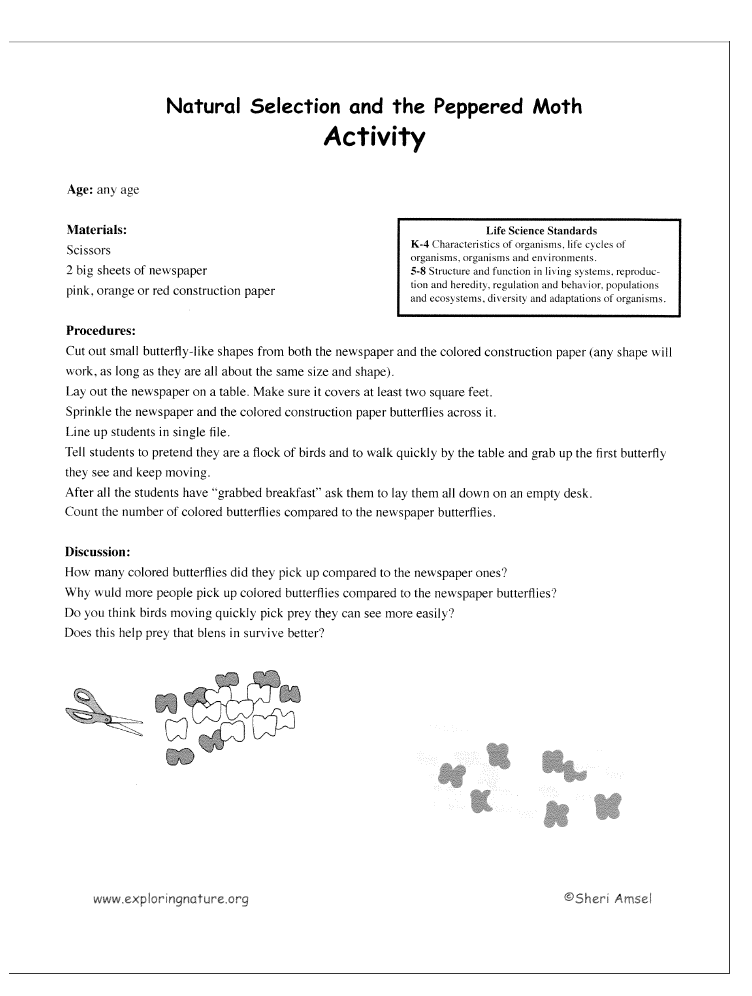 Natural Selection and the Peppered Moth
Activity
Age: any age
Materials:
Scissors
2 big sheets of newspaper
pink, orange or red construction paper
Life Science Standards
K-4 Characteristics of organisms, life cycles of
organisms, organisms and environments.
5-8 Structure and function in living systems, reproduc-
tion and heredity, regulation and behavior, populations
and ecosystems, diversity and adaptations of organisms.
Procedures:
Cut out small butterfly-like shapes from both the newspaper and the colored construction paper (any shape will
work, as long as they are all about the same size and shape).
Lay out the newspaper on a table. Make sure it covers at least two square feet.
Sprinkle the newspaper and the colored construction paper butterflies across it.
Line up students in single file.
Tell students to pretend they are a flock of birds and to walk quickly by the table and grab up the first butterfly
they see and keep moving.
After all the students have “grabbed breakfast” ask them to lay them all down on an empty desk.
Count the number of colored butterflies compared to the newspaper butterflies.
Discussion:
How many colored butterflies did they pick up compared to the newspaper ones?
Why wuld more people pick up colored butterflies compared to the newspaper butterflies?
Do you think birds moving quickly pick prey they can see more easily?
Does this help prey that blens in survive better?
www.exploringnature.org
©Sheri Amsel